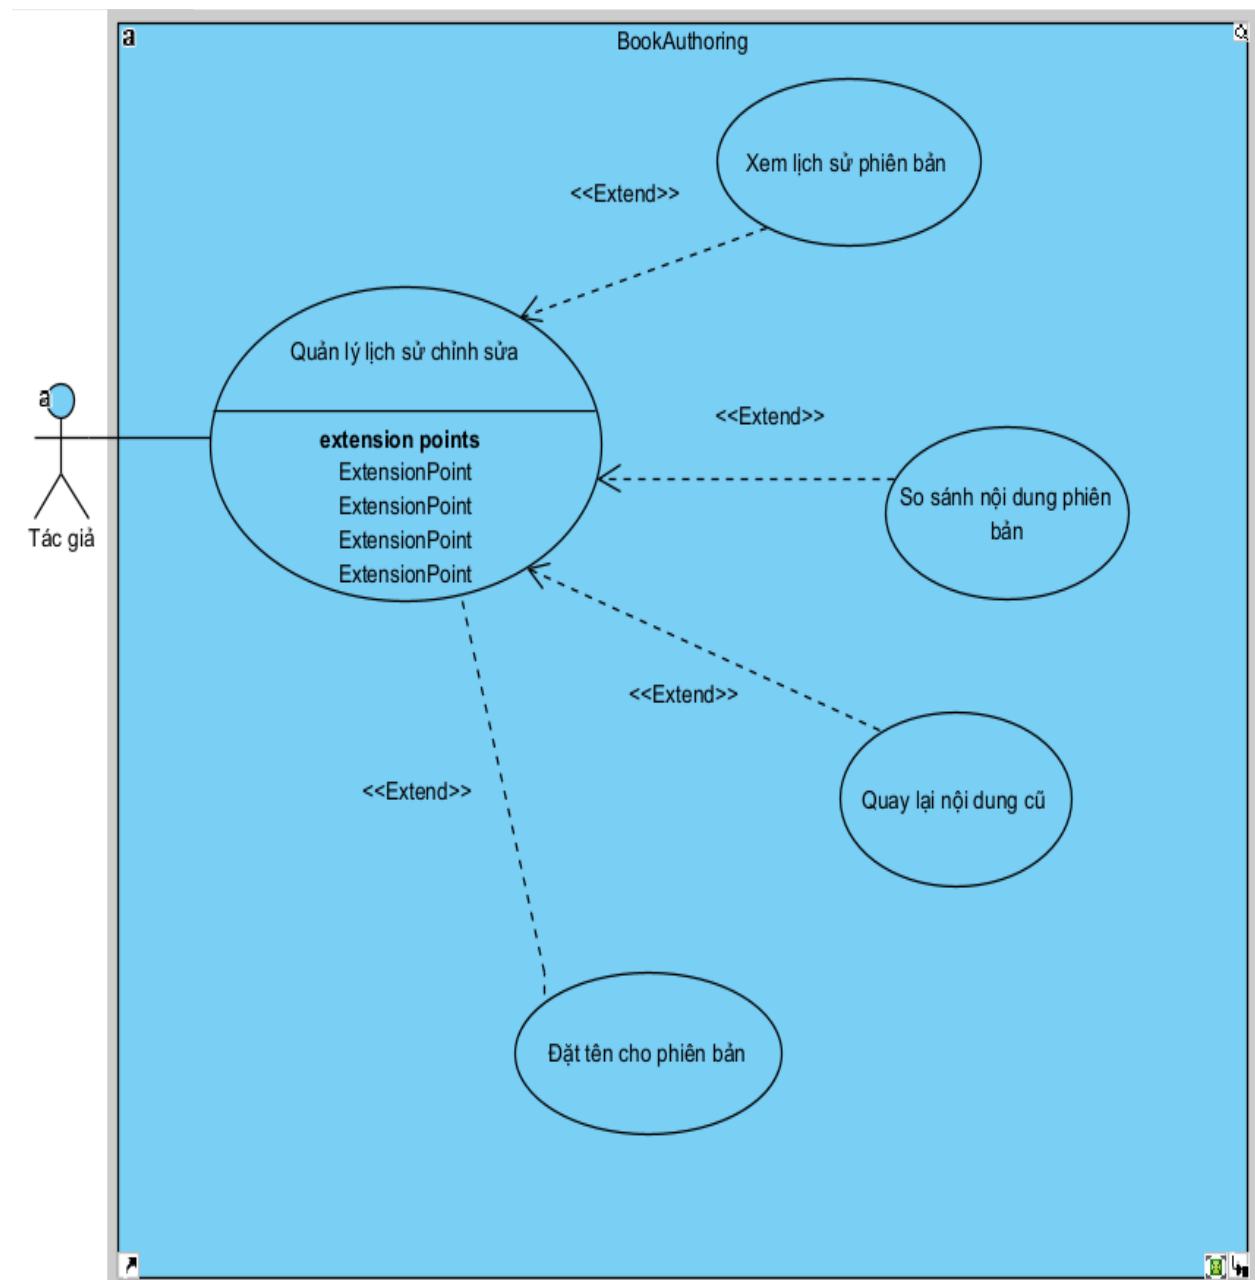 a
BookAuthoring
Xem lịch sử phiên bản
<<Extend>>
Quản lý lịch sử chỉnh sửa
<<Extend>>
a
extension points
ExtensionPoint
ExtensionPoint
ExtensionPoint
ExtensionPoint
So sánh nội dung phiên
bản
Tác giả
<<Extend>>
<<Extend>>
Quay lại nội dung cũ
Đặt tên cho phiên bản